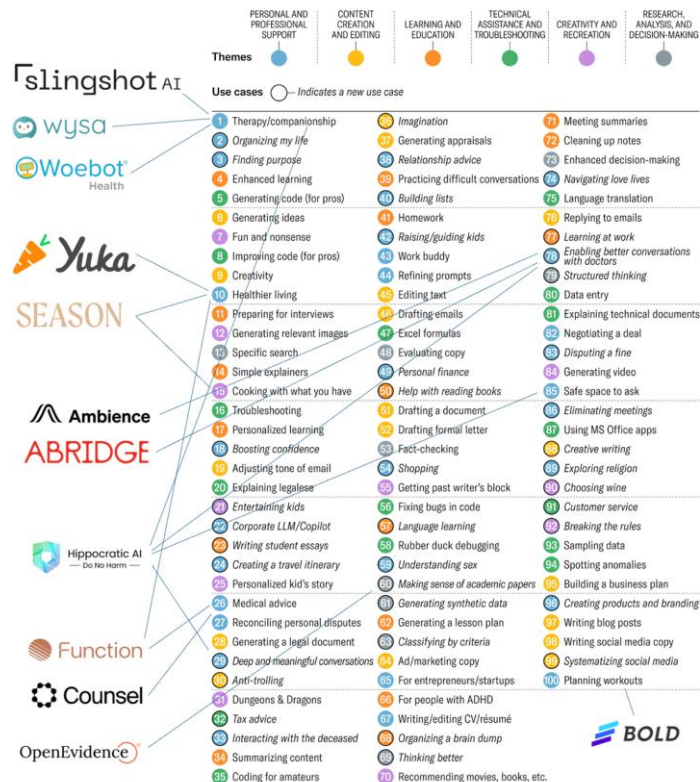 PERSONAL AND
PROFESSIONAL
SUPPORT
CONTENT
CREATION
AND EDITING
LEARNING AND
EDUCATION
TECHNICAL
ASSISTANCE AND
TROUBLESHOOTING
CREATIVITY AND
RECREATION
RESEARCH,
ANALYSIS, AND
DECISION-MAKING
Themes
Use cases
Indicates a new use case
slingshot AI
wysa
Woebot®
Health
Yuka
SEASON
Ambience
ABRIDGE
Hippocratic AI
Do No Harm
Function
Counsel
OpenEvidence
1 Therapy/companionship
2 Organizing my life
3 Finding purpose
4 Enhanced learning
5 Generating code (for pros)
6 Generating ideas
7 Fun and nonsense
8 Improving code (for pros)
9 Creativity
10 Healthier living
11 Preparing for interviews
12 Generating relevant images
13 Specific search
14 Simple explainers
15 Cooking with what you have
16 Troubleshooting
17 Personalized learning
18 Boosting confidence
19 Adjusting tone of email
20 Explaining legalese
21 Entertaining kids
22 Corporate LLM/Copilot
23 Writing student essays
24 Creating a travel itinerary
25 Personalized kid's story
26 Medical advice
27 Reconciling personal disputes
28 Generating a legal document
29 Deep and meaningful conversations
30 Anti-trolling
31 Dungeons & Dragons
32 Tax advice
33 Interacting with the deceased
34 Summarizing content
35 Coding for amateurs
36 Imagination
37 Generating appraisals
38 Relationship advice
39 Practicing difficult conversations
40 Building lists
41 Homework
42 Raising/guiding kids
43 Work buddy
44 Refining prompts
45 Editing text
46 Drafting emails
47 Excel formulas
48 Evaluating copy
49 Personal finance
50 Help with reading books
51 Drafting a document
52 Drafting formal letter
53 Fact-checking
54 Shopping
55 Getting past writer's block
56 Fixing bugs in code
57 Language learning
58 Rubber duck debugging
59 Understanding sex
60 Making sense of academic papers
61 Generating synthetic data
62 Generating a lesson plan
63 Classifying by criteria
64 Ad/marketing copy
65 For entrepreneurs/startups
66 For people with ADHD
67 Writing/editing CV/résumé
68 Organizing a brain dump
69 Thinking better
70 Recommending movies, books, etc.
71 Meeting summaries
72 Cleaning up notes
73 Enhanced decision-making
74 Navigating love lives
75 Language translation
76 Replying to emails
77 Learning at work
78 Enabling better conversations
with doctors
79 Structured thinking
80 Data entry
81 Explaining technical documents
82 Negotiating a deal
83 Disputing a fine
84 Generating video
85 Safe space to ask
86 Eliminating meetings
87 Using MS Office apps
88 Creative writing
89 Exploring religion
90 Choosing wine
91 Customer service
92 Breaking the rules
93 Sampling data
94 Spotting anomalies
95 Building a business plan
96 Creating products and branding
97 Writing blog posts
98 Writing social media copy
99 Systematizing social media
100 Planning workouts
BOLD